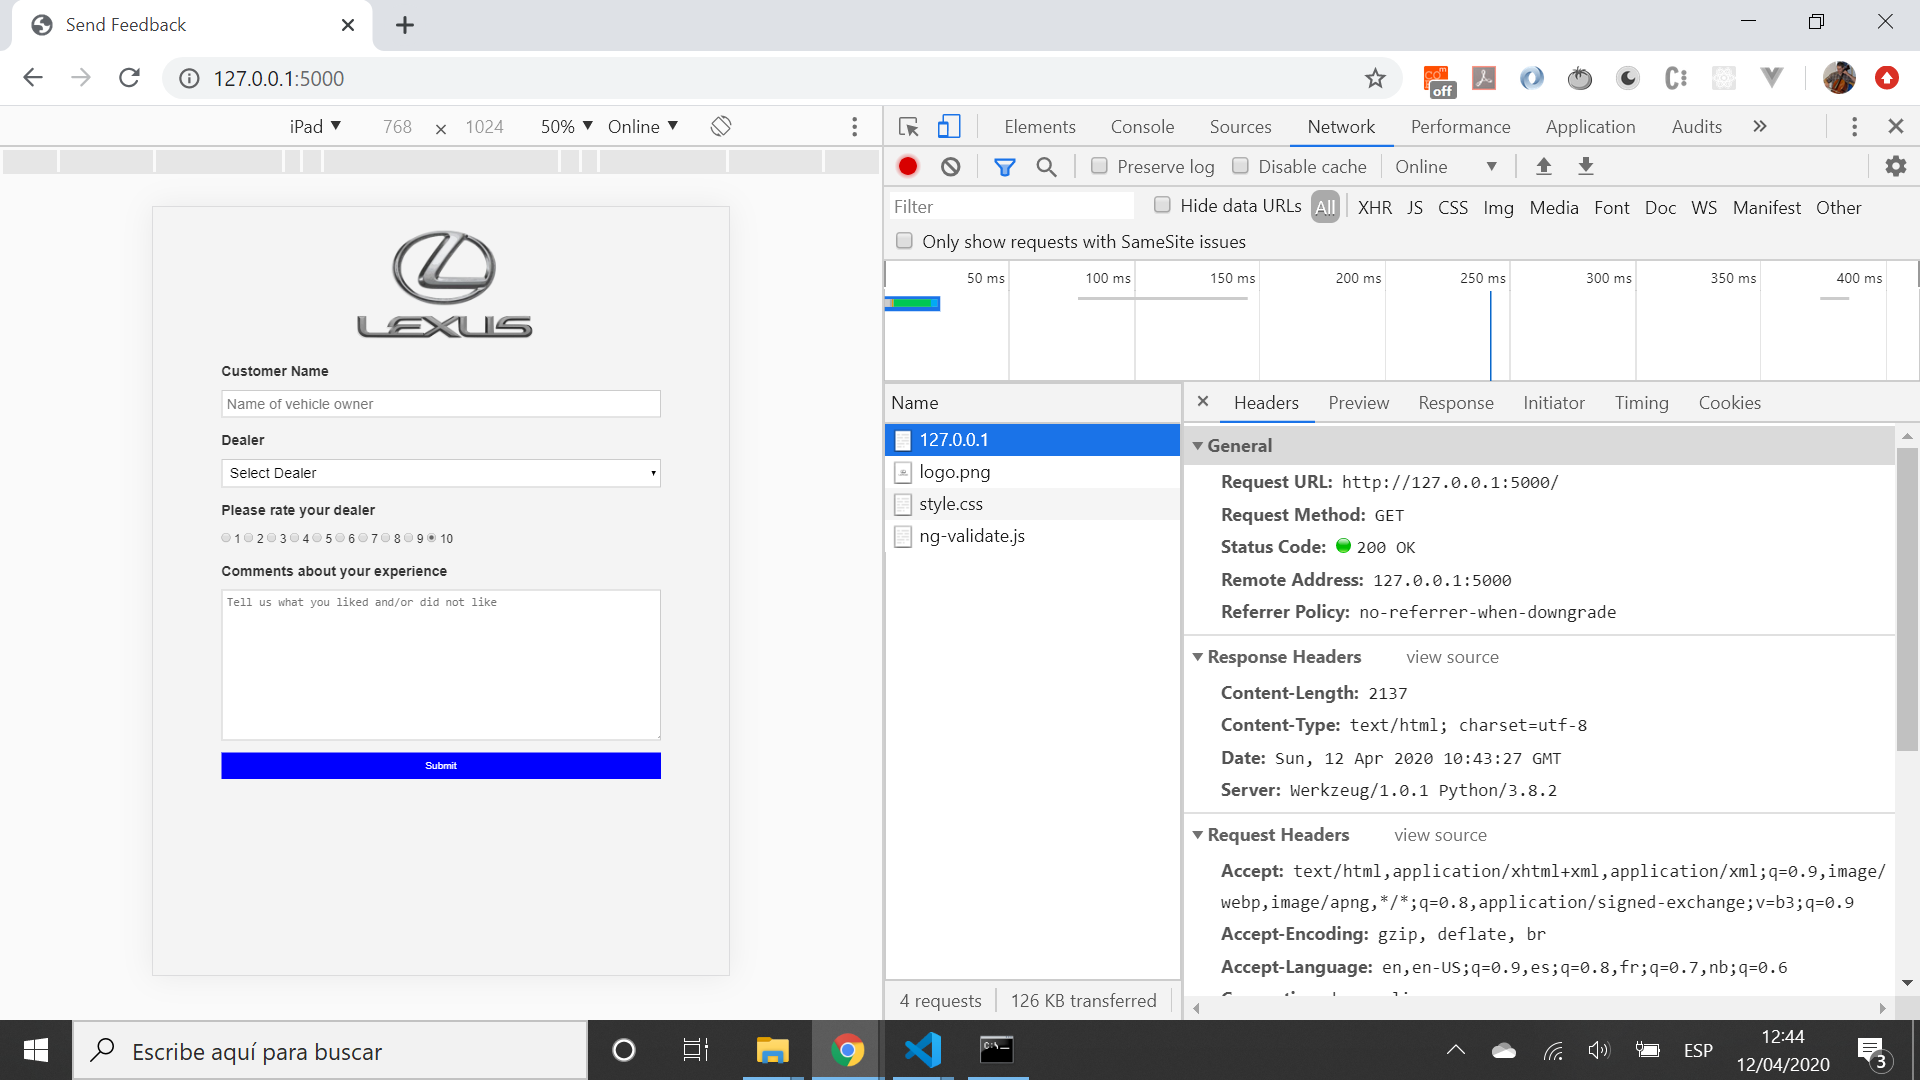 Send Feedback
127.0.0.1:5000
off
iPad ▼ 768 × 1024 50% ▼ Online ▼
Elements Console Sources Network Performance Application Audits »
Preserve log Disable cache Online ▼
Filter Hide data URLs All XHR JS CSS Img Media Font Doc WS Manifest Other
Only show requests with SameSite issues
50 ms 100 ms 150 ms 200 ms 250 ms 300 ms 350 ms 400 ms
LEXUS
Customer Name
Name of vehicle owner
Dealer
Select Dealer
Please rate your dealer
1 2 3 4 5 6 7 8 9 10
Comments about your experience
Tell us what you liked and/or did not like
Submit
Name
127.0.0.1
logo.png
style.css
ng-validate.js
4 requests 126 KB transferred
Headers Preview Response Initiator Timing Cookies
General
Request URL: http://127.0.0.1:5000/
Request Method: GET
Status Code: 200 OK
Remote Address: 127.0.0.1:5000
Referrer Policy: no-referrer-when-downgrade
Response Headers view source
Content-Length: 2137
Content-Type: text/html; charset=utf-8
Date: Sun, 12 Apr 2020 10:43:27 GMT
Server: Werkzeug/1.0.1 Python/3.8.2
Request Headers view source
Accept: text/html,application/xhtml+xml,application/xml;q=0.9,image/
webp,image/apng,*/*;q=0.8,application/signed-exchange;v=b3;q=0.9
Accept-Encoding: gzip, deflate, br
Accept-Language: en,en-US;q=0.9,es;q=0.8,fr;q=0.7,nb;q=0.6
Escribe aquí para buscar
ESP
12:44
12/04/2020
3